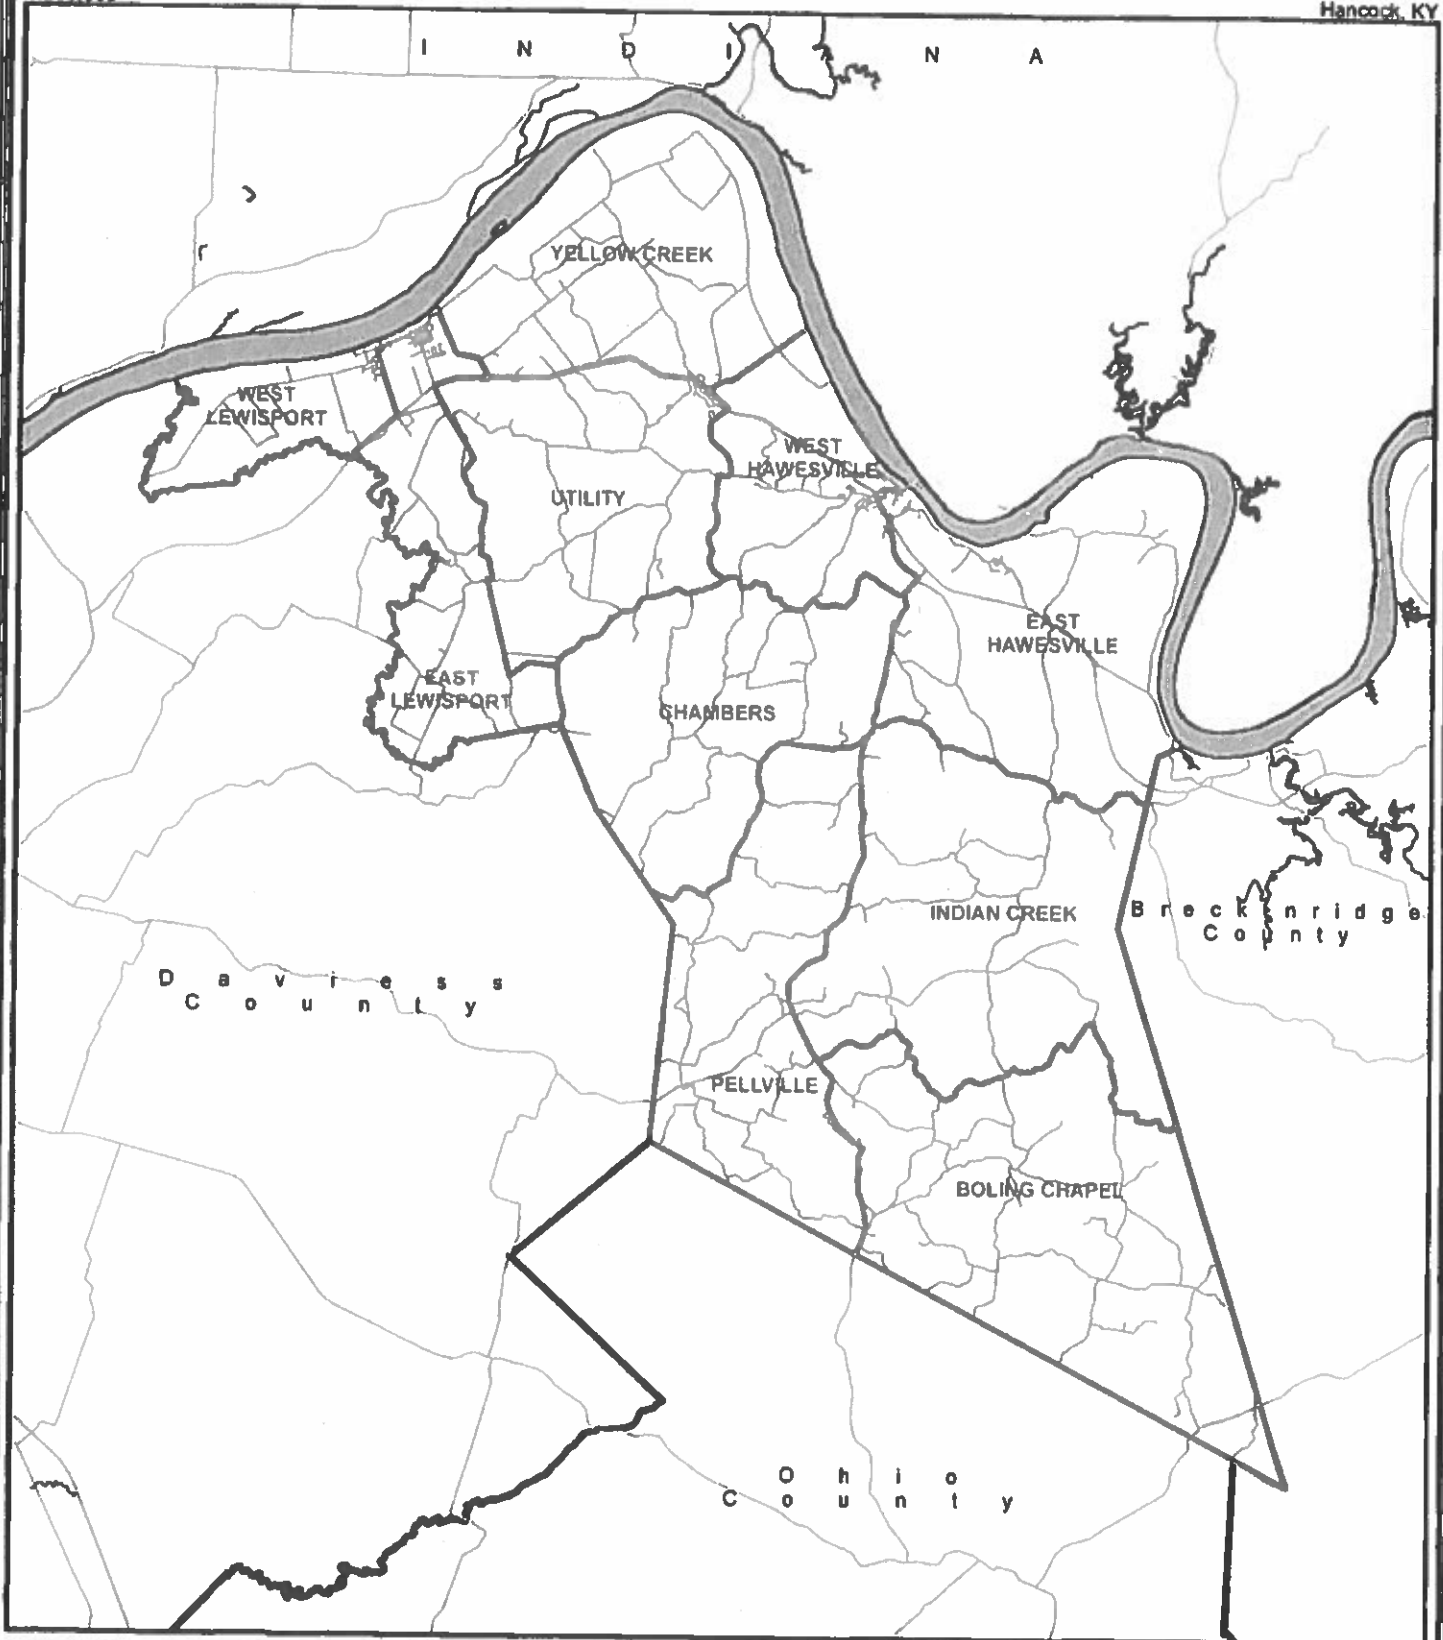 Hancock, KY
I N D I A N A
YELLOW CREEK
WEST
LEWISPORT
WEST
HAWESVILLE
UTILITY
EAST
HAWESVILLE
EAST
LEWISPORT
CHAMBERS
INDIAN CREEK
Breckinridge
County
Daviess
Countys
PELLVILLE
BOLING CHAPEL
Ohio
County